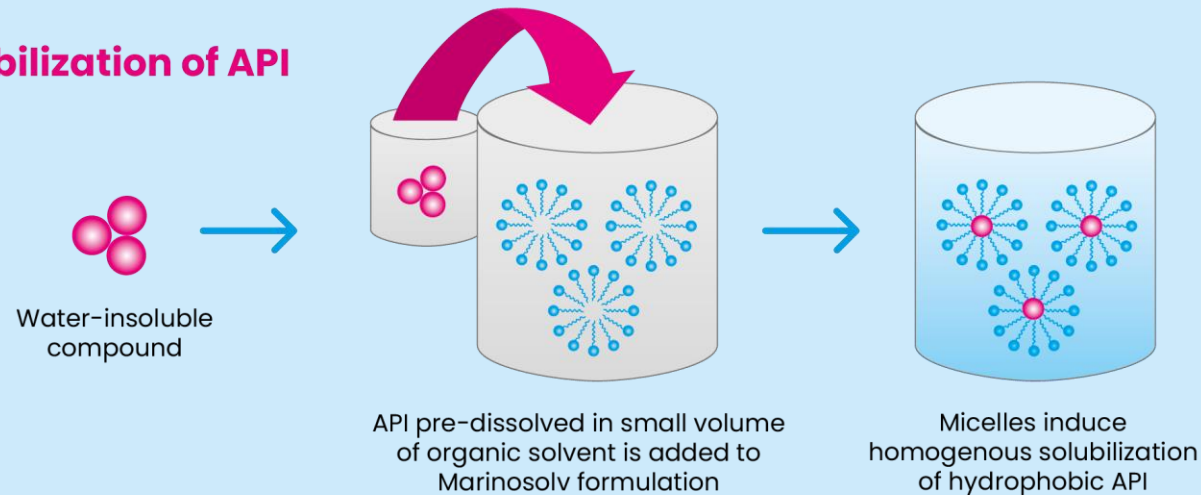 bilization of API
Water-insoluble
compound
API pre-dissolved in small volume
of organic solvent is added to
Marinosolv formulation
Micelles induce
homogenous solubilization
of hydrophobic API